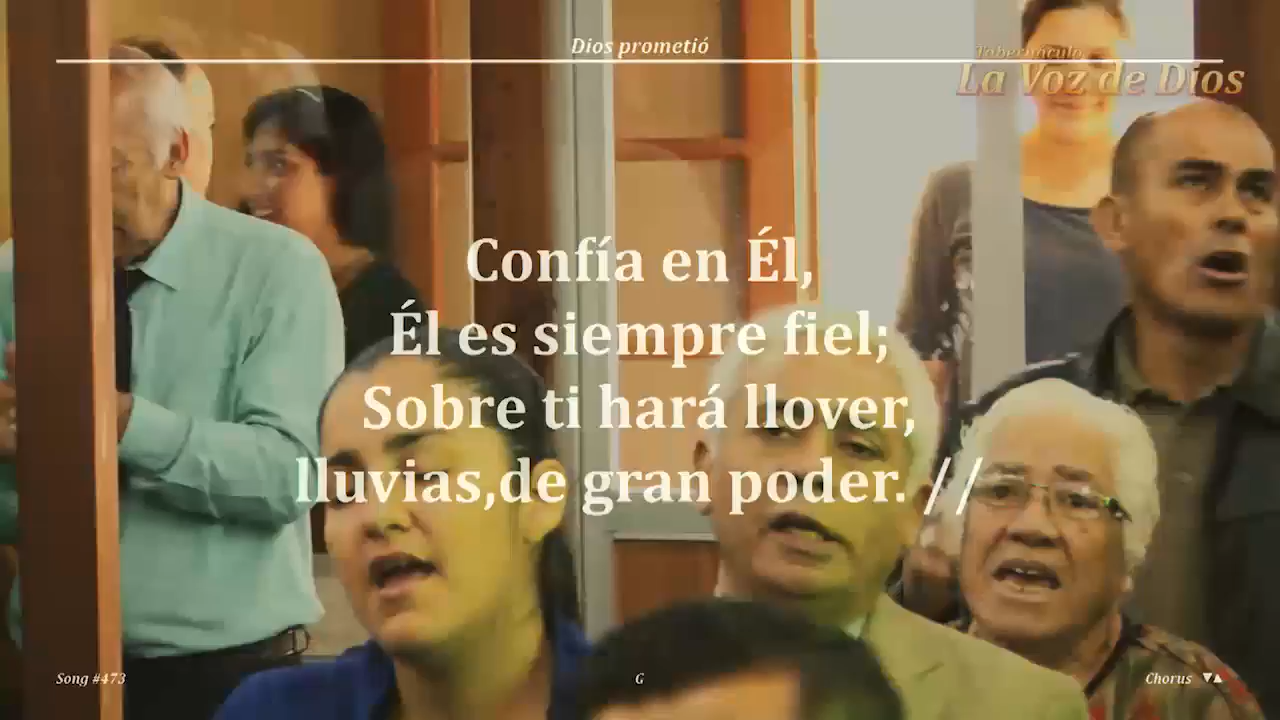 Dios prometió
Tabernáculo
La Voz de Dios
Confía en Él,
Él es siempre fiel;
Sobre ti hará llover,
lluvias,de gran poder. //
Song #473
G
Chorus ▼▲